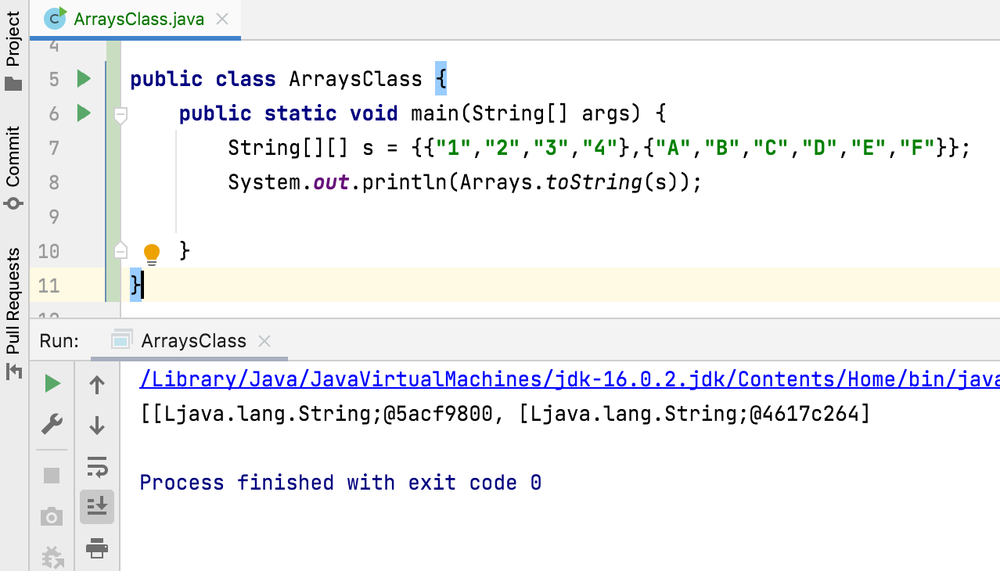 Project
Commit
Pull Requests
ArraysClass.java
4
5 public class ArraysClass {
6 public static void main(String[] args) {
7 String[][] s = {{"1","2","3","4"},{"A","B","C","D","E","F"}};
8 System.out.println(Arrays.toString(s));
9
10 }
11 }
12
Run: ArraysClass
/Library/Java/JavaVirtualMachines/jdk-16.0.2.jdk/Contents/Home/bin/java
[[Ljava.lang.String;@5acf9800, [Ljava.lang.String;@4617c264]
Process finished with exit code 0